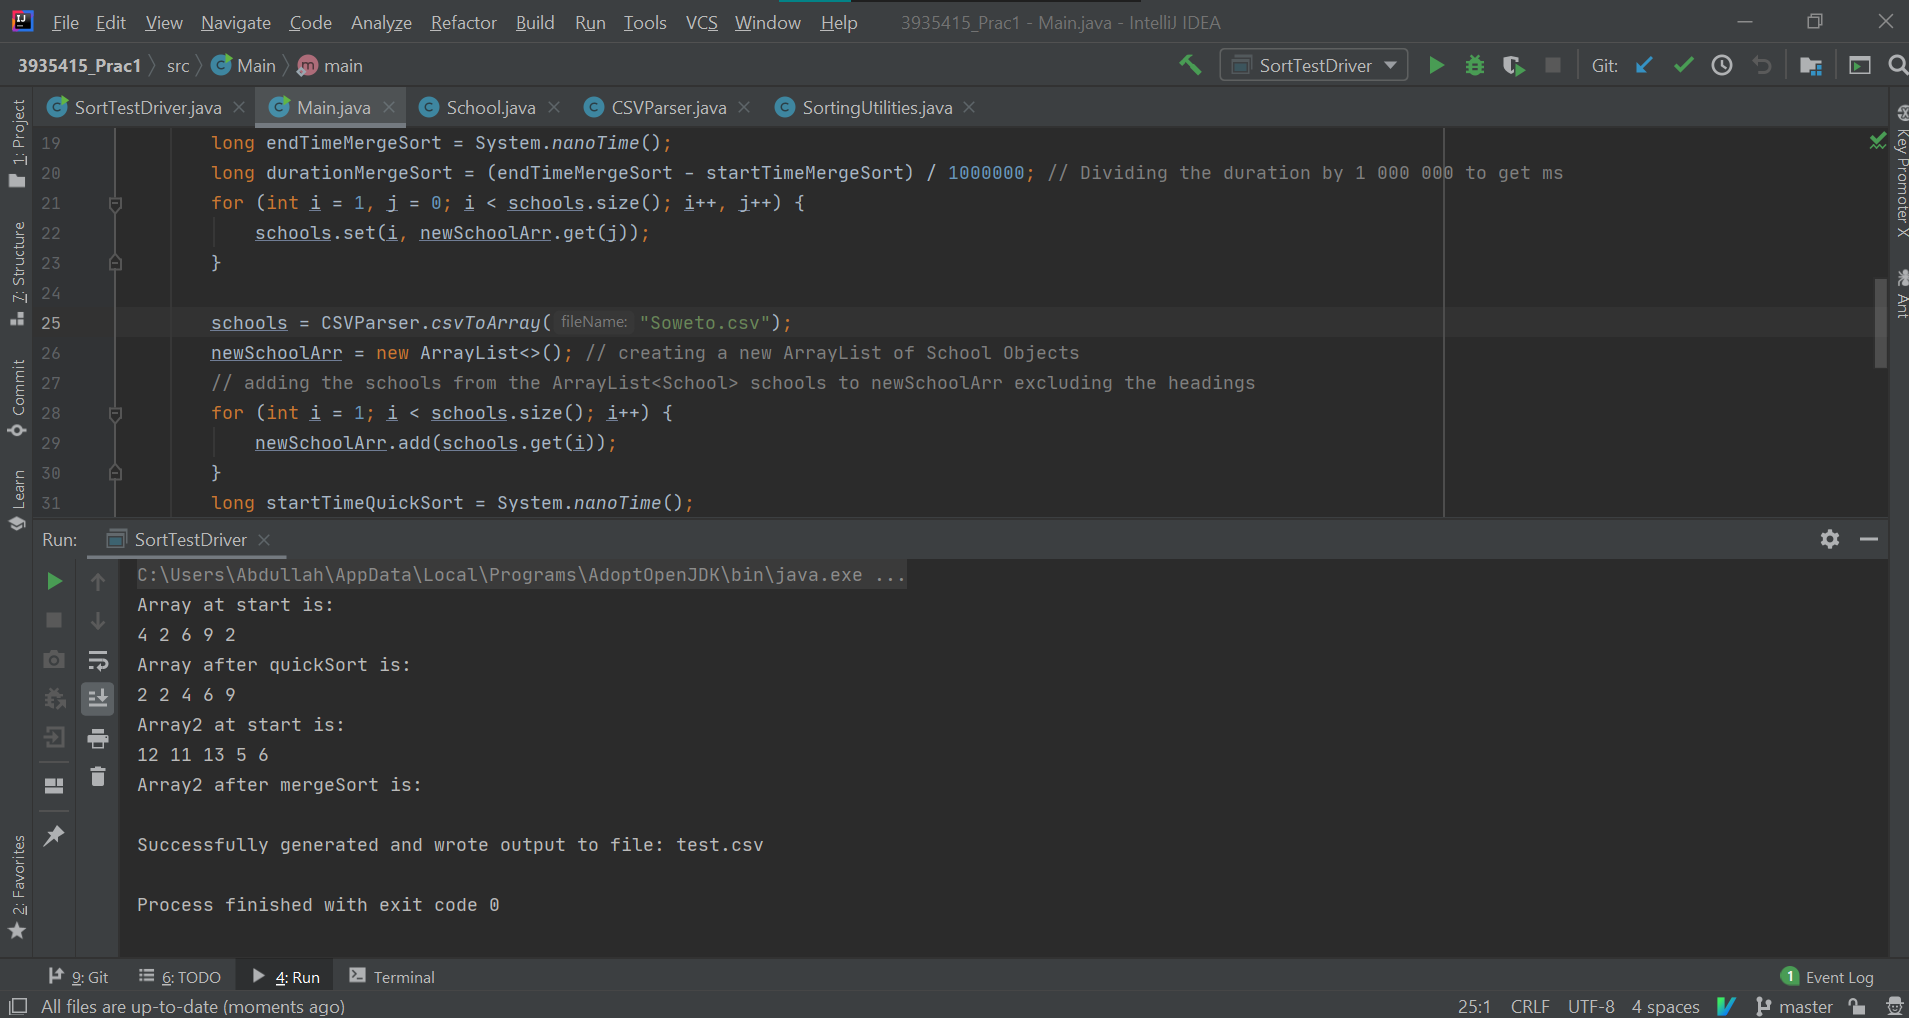 File Edit View Navigate Code Analyze Refactor Build Run Tools VCS Window Help 3935415_Prac1 - Main.java - IntelliJ IDEA
3935415_Prac1 src Main main SortTestDriver Git:
SortTestDriver.java Main.java School.java CSVParser.java SortingUtilities.java
1: Project
7: Structure
Commit
Learn
2: Favorites
Key Promoter X
Ant
19 long endTimeMergeSort = System.nanoTime();
20 long durationMergeSort = (endTimeMergeSort - startTimeMergeSort) / 1000000; // Dividing the duration by 1 000 000 to get ms
21 for (int i = 1, j = 0; i < schools.size(); i++, j++) {
22 schools.set(i, newSchoolArr.get(j));
23 }
24
25 schools = CSVParser.csvToArray( fileName: "Soweto.csv");
26 newSchoolArr = new ArrayList<>(); // creating a new ArrayList of School Objects
27 // adding the schools from the ArrayList<School> schools to newSchoolArr excluding the headings
28 for (int i = 1; i < schools.size(); i++) {
29 newSchoolArr.add(schools.get(i));
30 }
31 long startTimeQuickSort = System.nanoTime();
Run: SortTestDriver
C:\Users\Abdullah\AppData\Local\Programs\AdoptOpenJDK\bin\java.exe ...
Array at start is:
4 2 6 9 2
Array after quickSort is:
2 2 4 6 9
Array2 at start is:
12 11 13 5 6
Array2 after mergeSort is:
Successfully generated and wrote output to file: test.csv
Process finished with exit code 0
9: Git 6: TODO 4: Run Terminal 1 Event Log
All files are up-to-date (moments ago) 25:1 CRLF UTF-8 4 spaces master